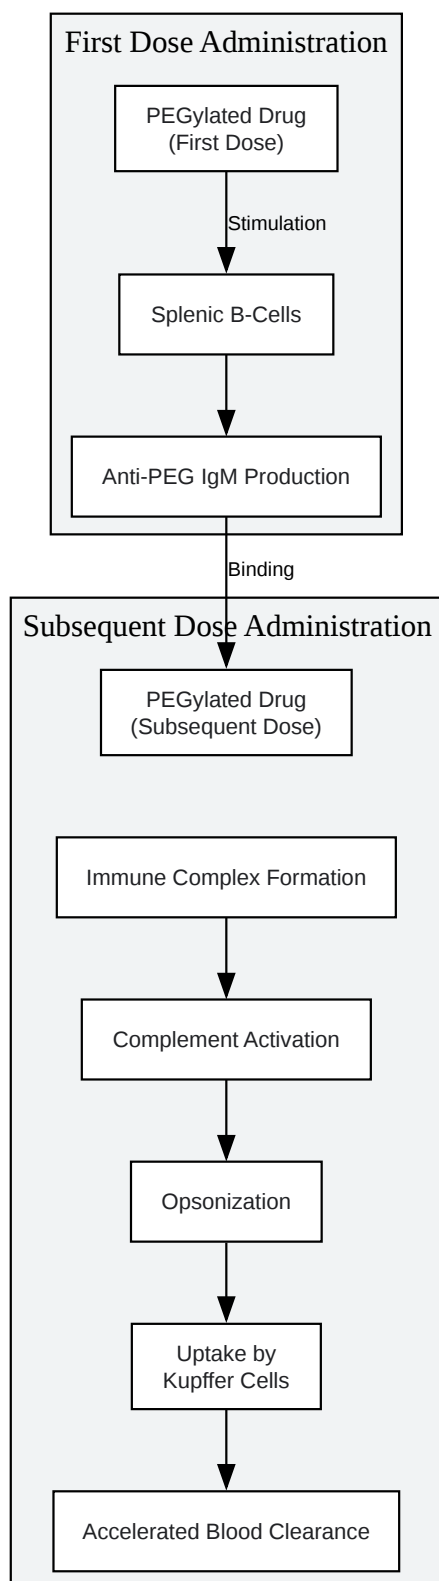 First Dose Administration
PEGylated Drug
(First Dose)
Stimulation
Splenic B-Cells
Anti-PEG IgM Production
Binding
Subsequent Dose Administration
PEGylated Drug
(Subsequent Dose)
Immune Complex Formation
Complement Activation
Opsonization
Uptake by
Kupffer Cells
Accelerated Blood Clearance